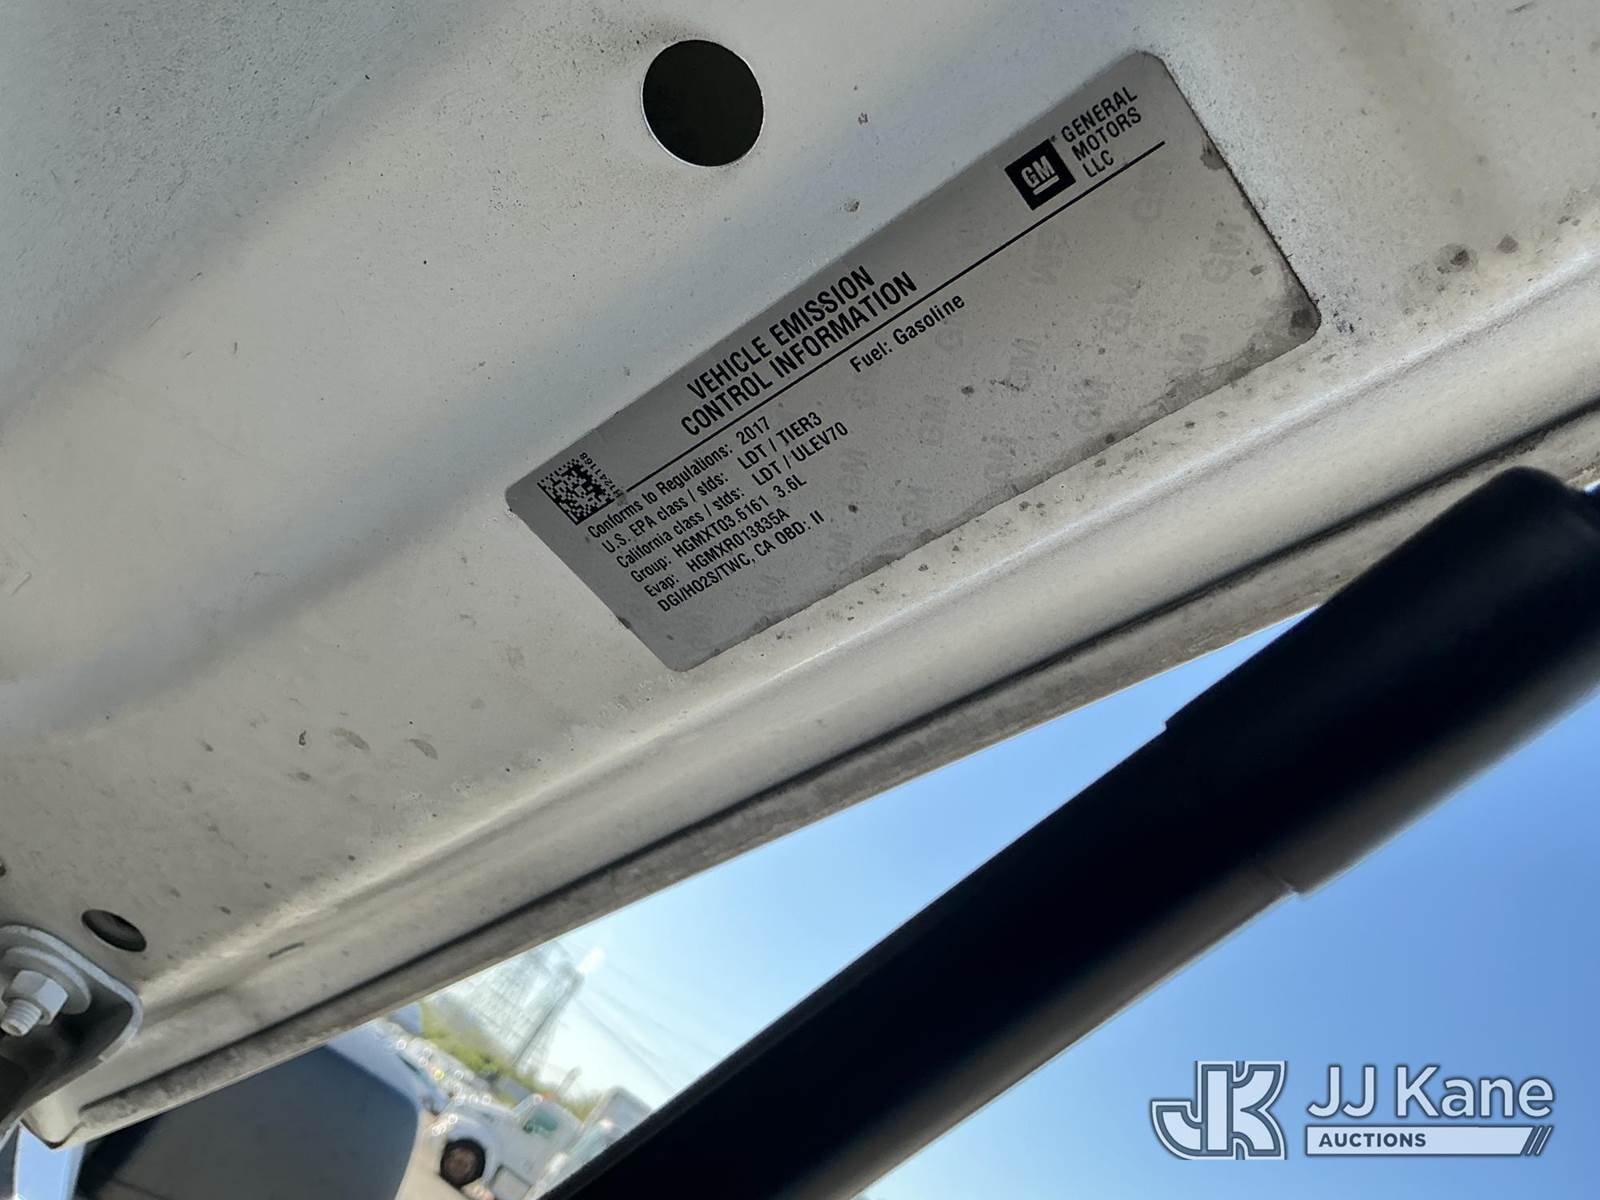 GM
GENERAL
MOTORS
LLC
VEHICLE EMISSION
CONTROL INFORMATION
Conforms to Regulations: 2017
Fuel: Gasoline
U.S. EPA class / stds: LDT / TIER3
California class / stds: LDT / ULEV70
Group: HGMXT03.6161 3.6L
Evap: HGMXR013835A
DGI/HO2S/TWC, CA OBD: II
JK
JJ Kane
AUCTIONS